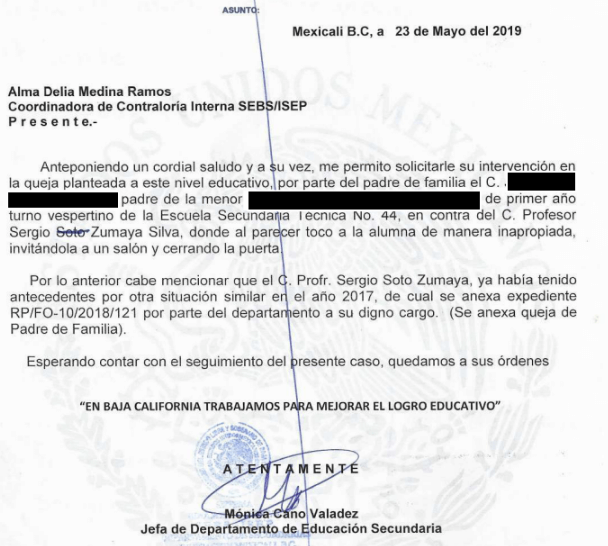 ASUNTO:
Mexicali B.C, a 23 de Mayo del 2019
Alma Delia Medina Ramos
Coordinadora de Contraloría Interna SEBS/ISEP
P r e s e n t e.-
Anteponiendo un cordial saludo y a su vez, me permito solicitarle su intervención en
la queja planteada a este nivel educativo, por parte del padre de familia el C.
padre de la menor de primer año
turno vespertino de la Escuela Secundaria Técnica No. 44, en contra del C. Profesor
Sergio Soto Zumaya Silva, donde al parecer toco a la alumna de manera inapropiada,
invitándola a un salón y cerrando la puerta
Por lo anterior cabe mencionar que el C. Profr. Sergio Soto Zumaya, ya había tenido
antecedentes por otra situación similar en el año 2017, de cual se anexa expediente
RP/FO-10/2018/121 por parte del departamento a su digno cargo. (Se anexa queja de
Padre de Familia).
Esperando contar con el seguimiento del presente caso, quedamos a sus órdenes
“EN BAJA CALIFORNIA TRABAJAMOS PARA MEJORAR EL LOGRO EDUCATIVO”
A T E N T A M E N T E
Mónica Cano Valadez
Jefa de Departamento de Educación Secundaria